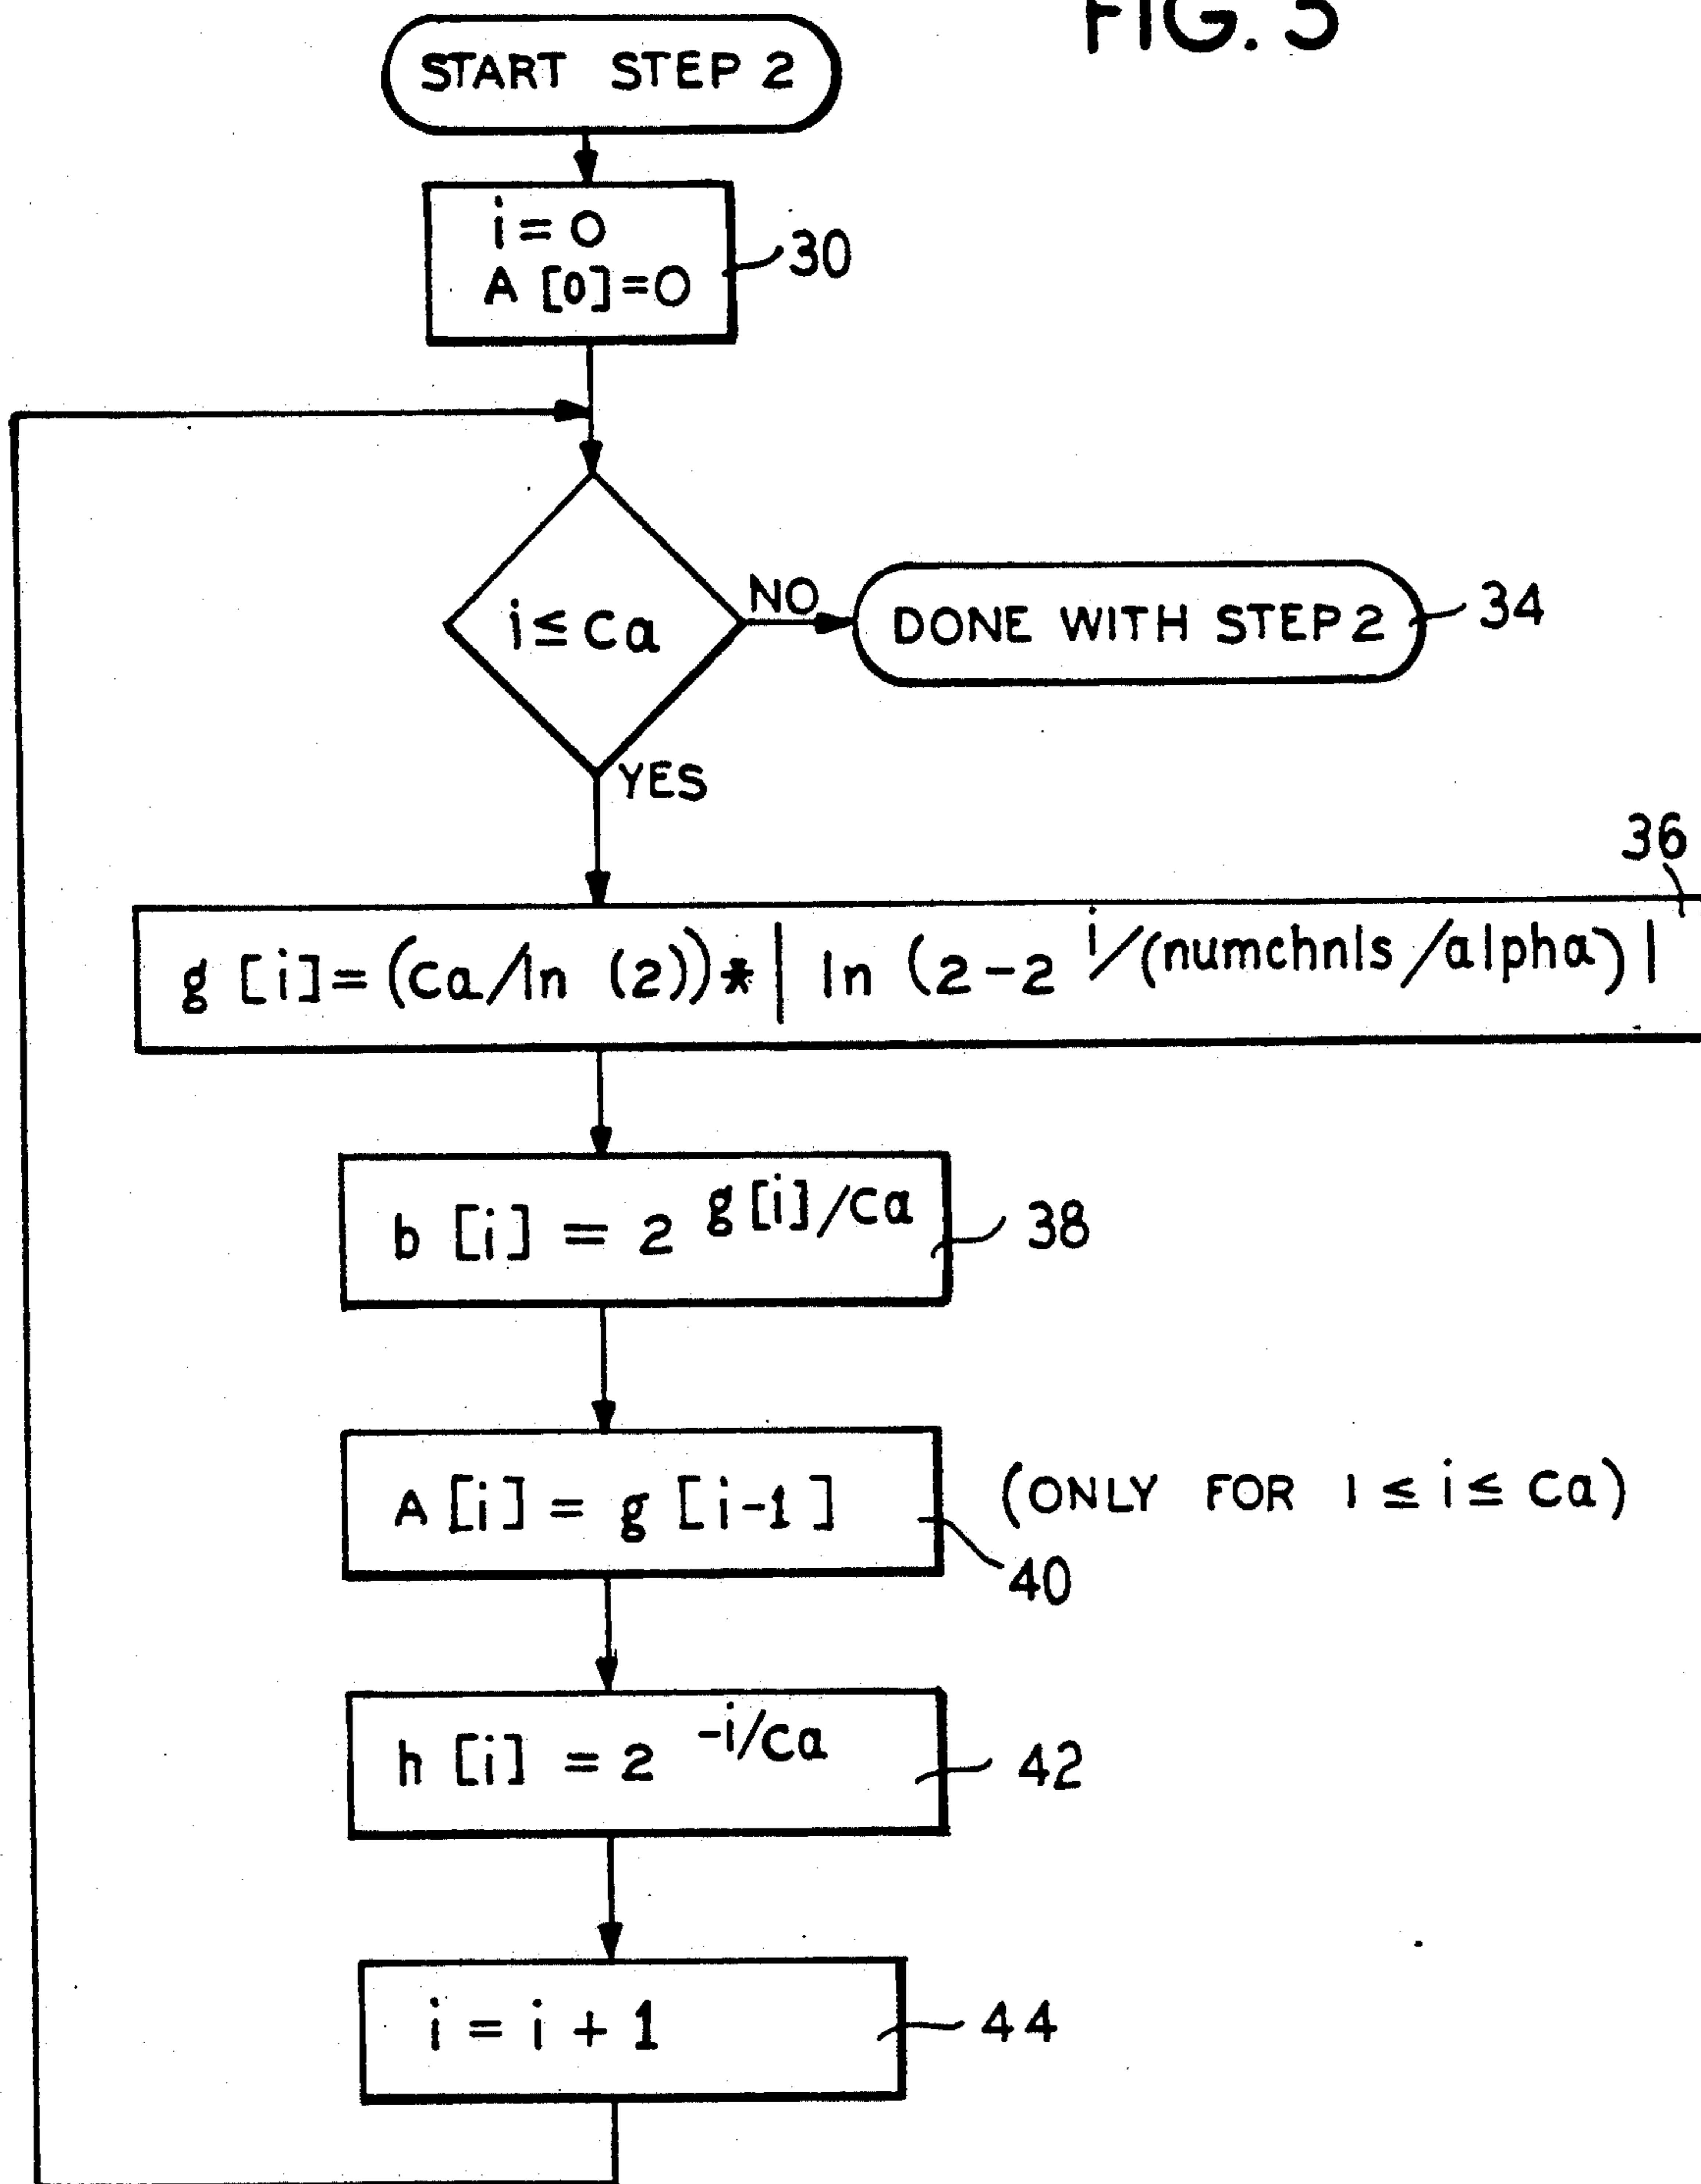 FIG. 3
START STEP 2
i = 0
A [0] = 0
30
i ≤ ca
NO
DONE WITH STEP 2
34
YES
36
g [i] = (ca/ln (2)) * | ln (2-2 i/(numchnls/alpha) |
b [i] = 2 g[i]/ca
38
A [i] = g [i-1]
(ONLY FOR 1 ≤ i ≤ ca)
40
h [i] = 2 -i/ca
42
i = i + 1
44